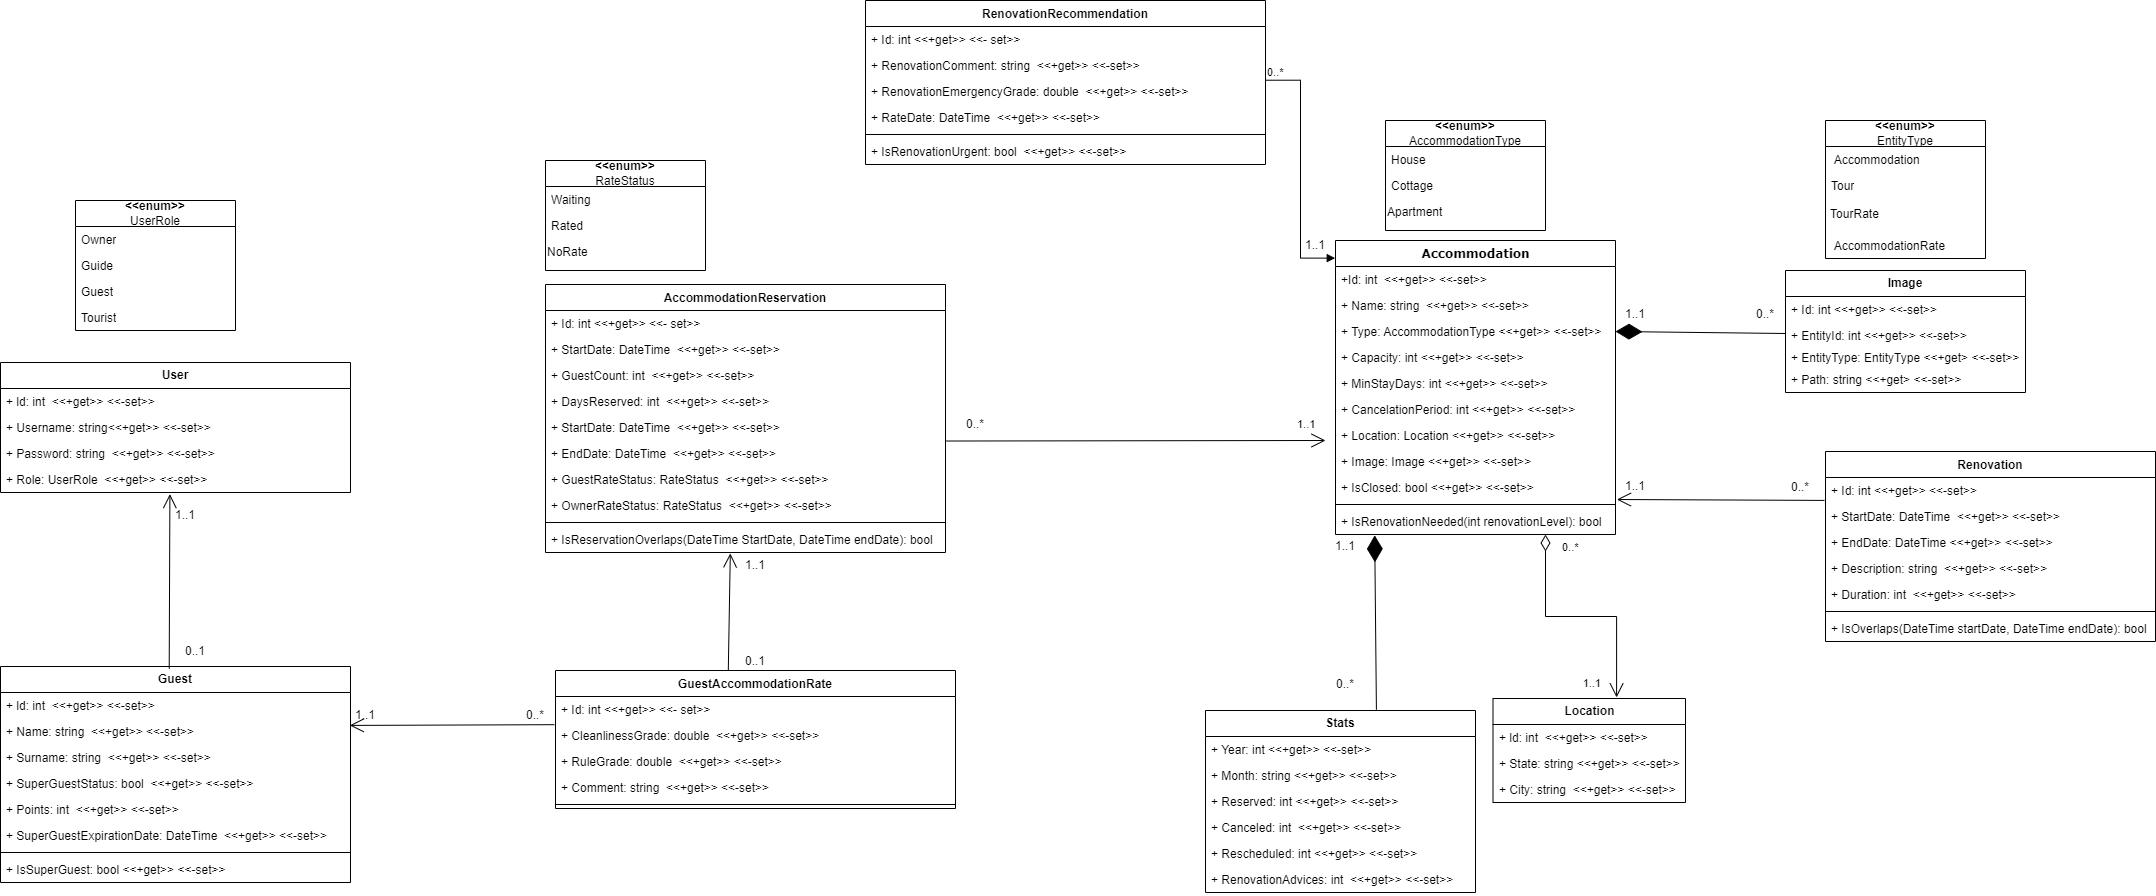 RenovationRecommendation
+ Id: int <<+get>> <<- set>>
+ RenovationComment: string <<+get>> <<-set>>
+ RenovationEmergencyGrade: double <<+get>> <<-set>>
+ RateDate: DateTime <<+get>> <<-set>>
+ IsRenovationUrgent: bool <<+get>> <<-set>>
0..*
1..1
<<enum>>
AccommodationType
House
Cottage
Apartment
<<enum>>
EntityType
Accommodation
Tour
TourRate
AccommodationRate
<<enum>>
RateStatus
Waiting
Rated
NoRate
<<enum>>
UserRole
Owner
Guide
Guest
Tourist
Accommodation
+Id: int <<+get>> <<-set>>
+ Name: string <<+get>> <<-set>>
+ Type: AccommodationType <<+get>> <<-set>>
+ Capacity: int <<+get>> <<-set>>
+ MinStayDays: int <<+get>> <<-set>>
+ CancelationPeriod: int <<+get>> <<-set>>
+ Location: Location <<+get>> <<-set>>
+ Image: Image <<+get>> <<-set>>
+ IsClosed: bool <<+get>> <<-set>>
+ IsRenovationNeeded(int renovationLevel): bool
1..1
0..*
Image
+ Id: int <<+get>> <<-set>>
+ EntityId: int <<+get>> <<-set>>
+ EntityType: EntityType <<+get> <<-set>>
+ Path: string <<+get> <<-set>>
AccommodationReservation
+ Id: int <<+get>> <<- set>>
+ StartDate: DateTime <<+get>> <<-set>>
+ GuestCount: int <<+get>> <<-set>>
+ DaysReserved: int <<+get>> <<-set>>
+ StartDate: DateTime <<+get>> <<-set>>
+ EndDate: DateTime <<+get>> <<-set>>
+ GuestRateStatus: RateStatus <<+get>> <<-set>>
+ OwnerRateStatus: RateStatus <<+get>> <<-set>>
+ IsReservationOverlaps(DateTime StartDate, DateTime endDate): bool
0..*
1..1
User
+ Id: int <<+get>> <<-set>>
+ Username: string<<+get>> <<-set>>
+ Password: string <<+get>> <<-set>>
+ Role: UserRole <<+get>> <<-set>>
1..1
0..1
Renovation
+ Id: int <<+get>> <<-set>>
+ StartDate: DateTime <<+get>> <<-set>>
+ EndDate: DateTime <<+get>> <<-set>>
+ Description: string <<+get>> <<-set>>
+ Duration: int <<+get>> <<-set>>
+ IsOverlaps(DateTime startDate, DateTime endDate): bool
1..1
0..*
1..1
0..1
1..1
0..*
0..*
1..1
Guest
+ Id: int <<+get>> <<-set>>
+ Name: string <<+get>> <<-set>>
+ Surname: string <<+get>> <<-set>>
+ SuperGuestStatus: bool <<+get>> <<-set>>
+ Points: int <<+get>> <<-set>>
+ SuperGuestExpirationDate: DateTime <<+get>> <<-set>>
+ IsSuperGuest: bool <<+get>> <<-set>>
1..1
0..*
GuestAccommodationRate
+ Id: int <<+get>> <<- set>>
+ CleanlinessGrade: double <<+get>> <<-set>>
+ RuleGrade: double <<+get>> <<-set>>
+ Comment: string <<+get>> <<-set>>
Stats
+ Year: int <<+get>> <<-set>>
+ Month: string <<+get>> <<-set>>
+ Reserved: int <<+get>> <<-set>>
+ Canceled: int <<+get>> <<-set>>
+ Rescheduled: int <<+get>> <<-set>>
+ RenovationAdvices: int <<+get>> <<-set>>
Location
+ Id: int <<+get>> <<-set>>
+ State: string <<+get>> <<-set>>
+ City: string <<+get>> <<-set>>